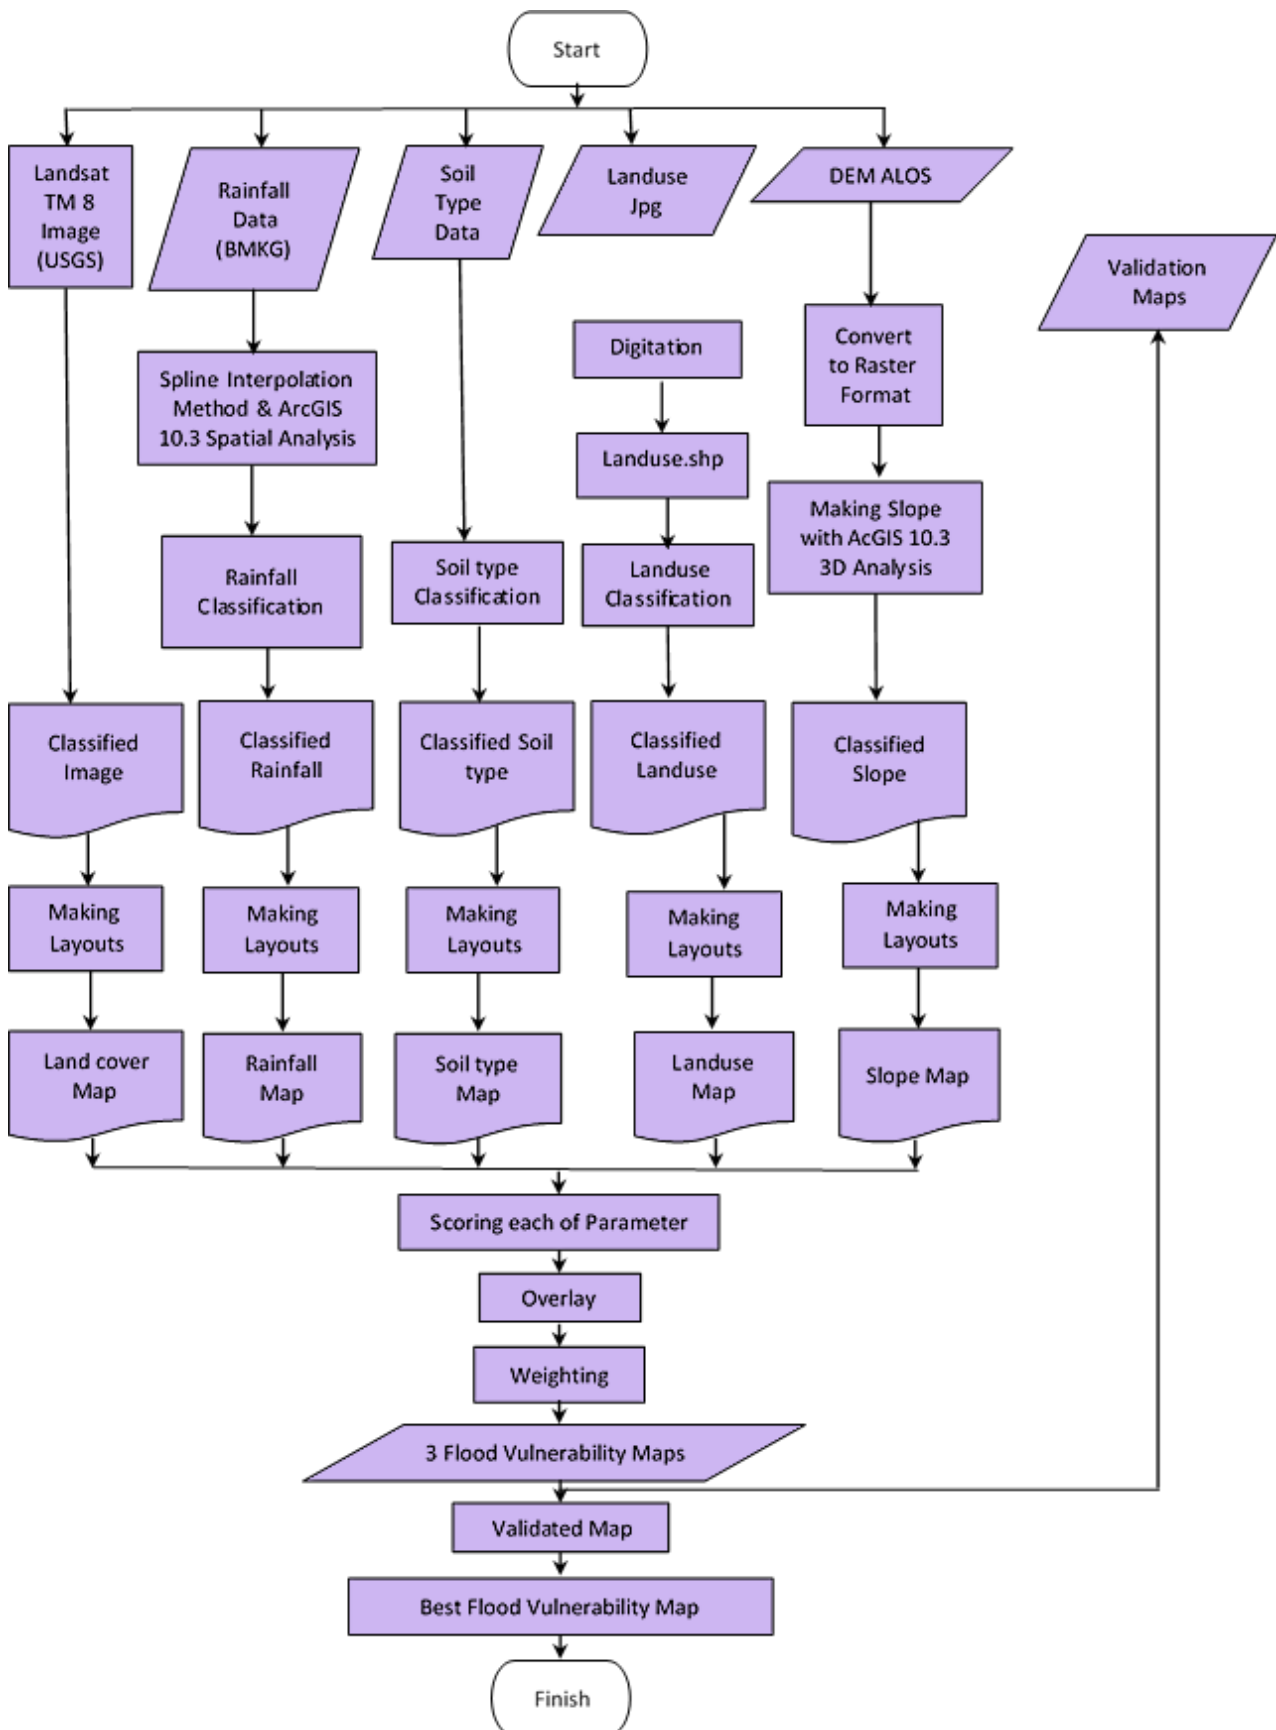 Start
Landsat
TM 8
Image
(USGS)
Rainfall
Data
(BMKG)
Soil
Type
Data
Landuse
Jpg
DEM ALOS
Validation
Maps
Spline Interpolation
Method & ArcGIS
10.3 Spatial Analysis
Digitation
Convert
to Raster
Format
Landuse.shp
Making Slope
with AcGIS 10.3
3D Analysis
Rainfall
Classification
Soil type
Classification
Landuse
Classification
Classified
Image
Classified
Rainfall
Classified Soil
type
Classified
Landuse
Classified
Slope
Making
Layouts
Making
Layouts
Making
Layouts
Making
Layouts
Making
Layouts
Land cover
Map
Rainfall
Map
Soil type
Map
Landuse
Map
Slope Map
Scoring each of Parameter
Overlay
Weighting
3 Flood Vulnerability Maps
Validated Map
Best Flood Vulnerability Map
Finish